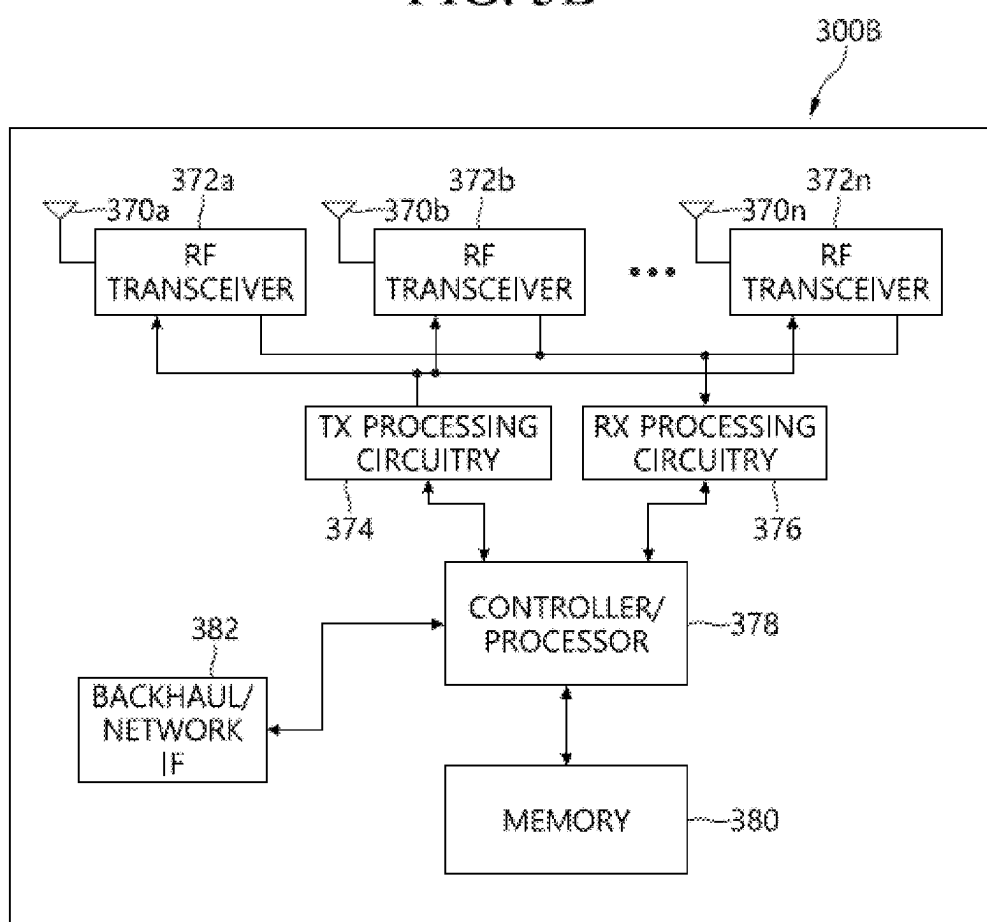 300B
372a
372b
372n
370a
370b
370n
RF
TRANSCEIVER
RF
TRANSCEIVER
RF
TRANSCEIVER
TX PROCESSING
CIRCUITRY
RX PROCESSING
CIRCUITRY
374
376
CONTROLLER/
PROCESSOR
378
382
BACKHAUL/
NETWORK
IF
MEMORY
380